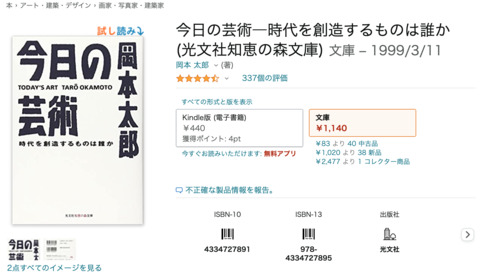 本 › アート・建築・デザイン › 画家・写真家・建築家
試し読み
今日の
芸術
TODAY'S ART TARŌ OKAMOTO
岡本太郎
時代を創造するものは誰か
光文社知恵の森文庫
2点すべてのイメージを見る
今日の芸術―時代を創造するものは誰か
(光文社知恵の森文庫) 文庫 – 1999/3/11
岡本 太郎 (著)
337個の評価
すべての形式と版を表示
Kindle版 (電子書籍)
¥440
獲得ポイント: 4pt
今すぐお読みいただけます: 無料アプリ
文庫
¥1,140
¥83 より 40 中古品
¥1,020 より 38 新品
¥2,477 より 1 コレクター商品
不正確な製品情報を報告。
ISBN-10
4334727891
ISBN-13
978-
4334727895
出版社
光文社